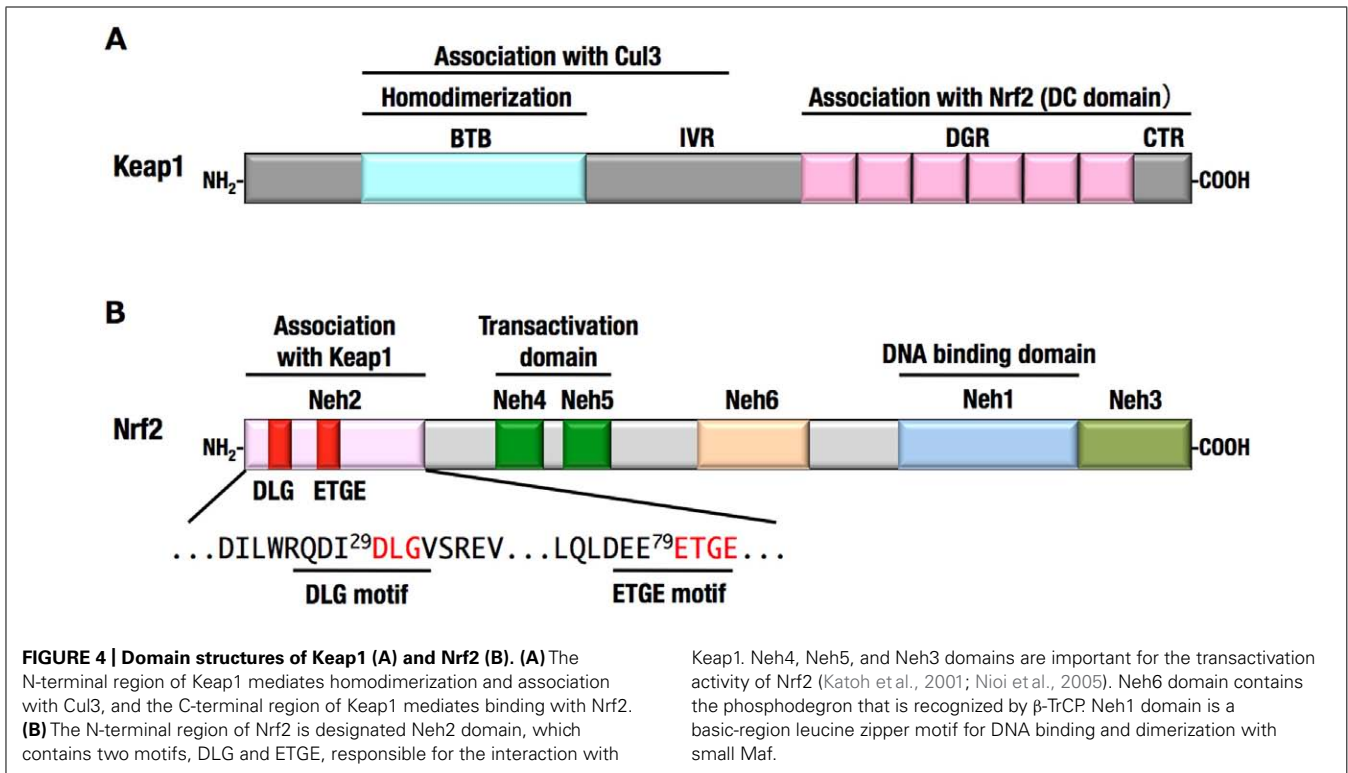 A
Association with Cul3
Homodimerization
Association with Nrf2 (DC domain)
BTB
IVR
DGR
CTR
Keap1
NH2-
-COOH
B
Association
with Keap1
Transactivation
domain
DNA binding domain
Neh2
Neh4
Neh5
Neh6
Neh1
Neh3
Nrf2
NH2-
-COOH
DLG
ETGE
...DILWRQDI29DLGVSREV...LQLDEE79ETGE...
DLG motif
ETGE motif
FIGURE 4 | Domain structures of Keap1 (A) and Nrf2 (B). (A) The
N-terminal region of Keap1 mediates homodimerization and association
with Cul3, and the C-terminal region of Keap1 mediates binding with Nrf2.
(B) The N-terminal region of Nrf2 is designated Neh2 domain, which
contains two motifs, DLG and ETGE, responsible for the interaction with
Keap1. Neh4, Neh5, and Neh3 domains are important for the transactivation
activity of Nrf2 (Katoh et al., 2001; Nioi et al., 2005). Neh6 domain contains
the phosphodegron that is recognized by β-TrCP. Neh1 domain is a
basic-region leucine zipper motif for DNA binding and dimerization with
small Maf.